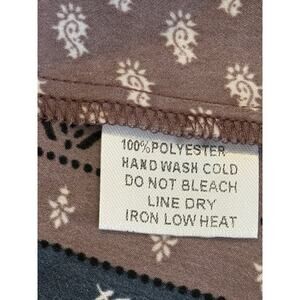 100%POLYESTER
HAND WASH COLD
DO NOT BLEACH
LINE DRY
IRON LOW HEAT